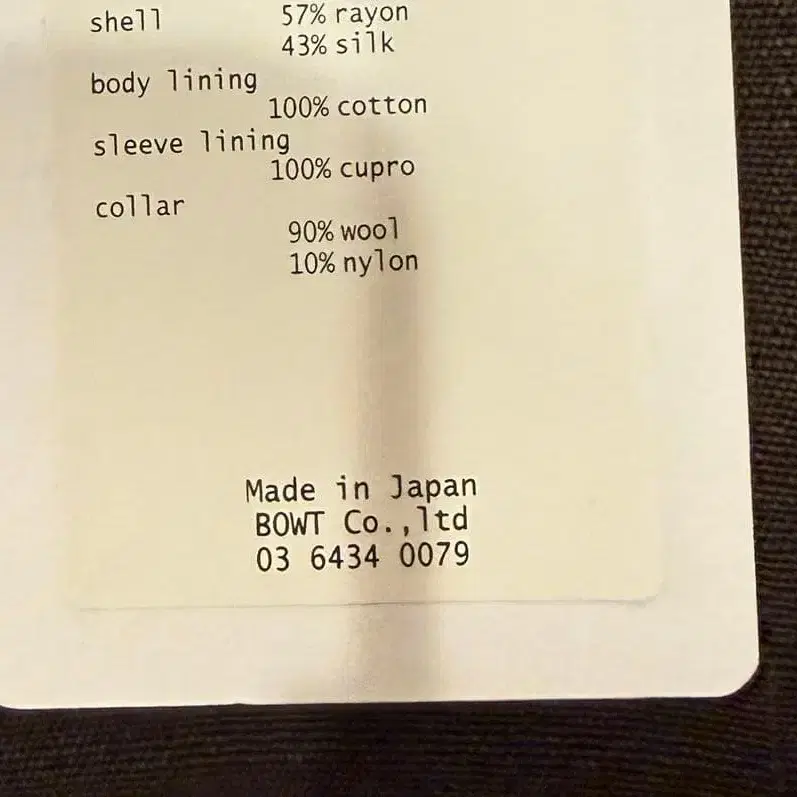 shell 57% rayon
43% silk
body lining
100% cotton
sleeve lining
100% cupro
collar
90% wool
10% nylon
Made in Japan
BOWT Co.,ltd
03 6434 0079